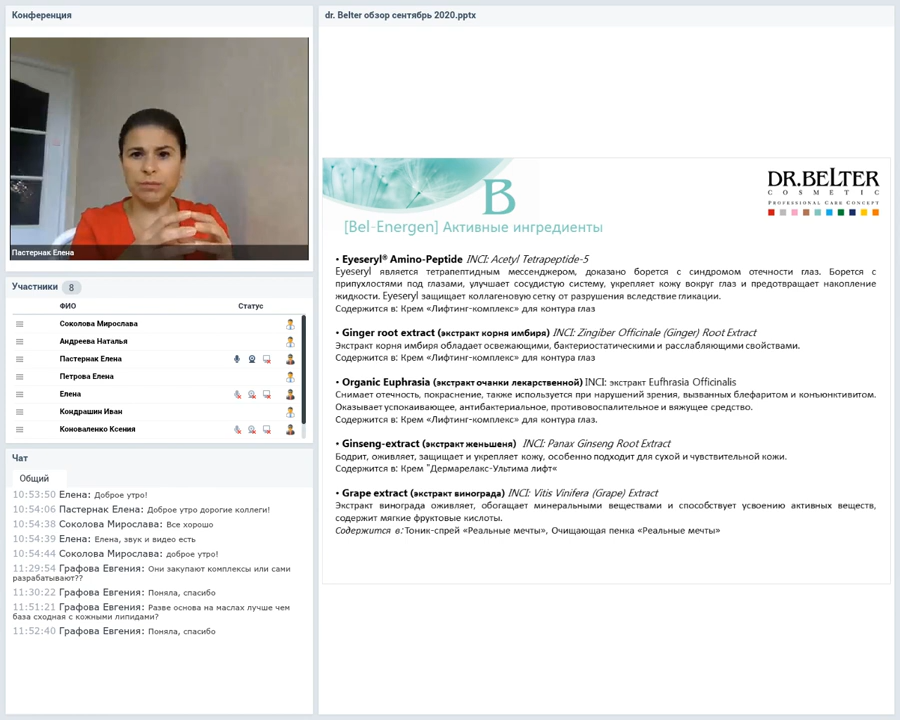 Конференция
Пастернак Елена
Участники 8
ФИО Статус
Соколова Мирослава
Андреева Наталья
Пастернак Елена
Петрова Елена
Елена
Кондрашин Иван
Коноваленко Ксения
Чат
Общий
10:53:50 Елена: Доброе утро!
10:54:06 Пастернак Елена: Доброе утро дорогие коллеги!
10:54:38 Соколова Мирослава: Все хорошо
10:54:39 Елена: Елена, звук и видео есть
10:54:44 Соколова Мирослава: доброе утро!
11:29:54 Графова Евгения: Они закупают комплексы или сами
разрабатывают??
11:30:22 Графова Евгения: Поняла, спасибо
11:51:21 Графова Евгения: Разве основа на маслах лучше чем
база сходная с кожными липидами?
11:52:40 Графова Евгения: Поняла, спасибо
dr. Belter обзор сентябрь 2020.pptx
B
DR.BELTER
COSMETIC
PROFESSIONAL CARE CONCEPT
[Bel-Energen] Активные ингредиенты
• Eyeseryl® Amino-Peptide INCI: Acetyl Tetrapeptide-5
Eyeseryl является тетрапептидным мессенджером, доказано борется с синдромом отечности глаз. Борется с
припухлостями под глазами, улучшает сосудистую систему, укрепляет кожу вокруг глаз и предотвращает накопление
жидкости. Eyeseryl защищает коллагеновую сетку от разрушения вследствие гликации.
Содержится в: Крем «Лифтинг-комплекс» для контура глаз
• Ginger root extract (экстракт корня имбиря) INCI: Zingiber Officinale (Ginger) Root Extract
Экстракт корня имбиря обладает освежающими, бактериостатическими и расслабляющими свойствами.
Содержится в: Крем «Лифтинг-комплекс» для контура глаз
• Organic Euphrasia (экстракт очанки лекарственной) INCI: экстракт Eufhrasia Officinalis
Снимает отечность, покраснение, также используется при нарушений зрения, вызванных блефаритом и конъюнктивитом.
Оказывает успокаивающее, антибактериальное, противовоспалительное и вяжущее средство.
Содержится в: Крем «Лифтинг-комплекс» для контура глаз.
• Ginseng-extract (экстракт женьшеня) INCI: Panax Ginseng Root Extract
Бодрит, оживляет, защищает и укрепляет кожу, особенно подходит для сухой и чувствительной кожи.
Содержится в: Крем "Дермарелакс-Ультима лифт«
• Grape extract (экстракт винограда) INCI: Vitis Vinifera (Grape) Extract
Экстракт винограда оживляет, обогащает минеральными веществами и способствует усвоению активных веществ,
содержит мягкие фруктовые кислоты.
Содержится в: Тоник-спрей «Реальные мечты», Очищающая пенка «Реальные мечты»